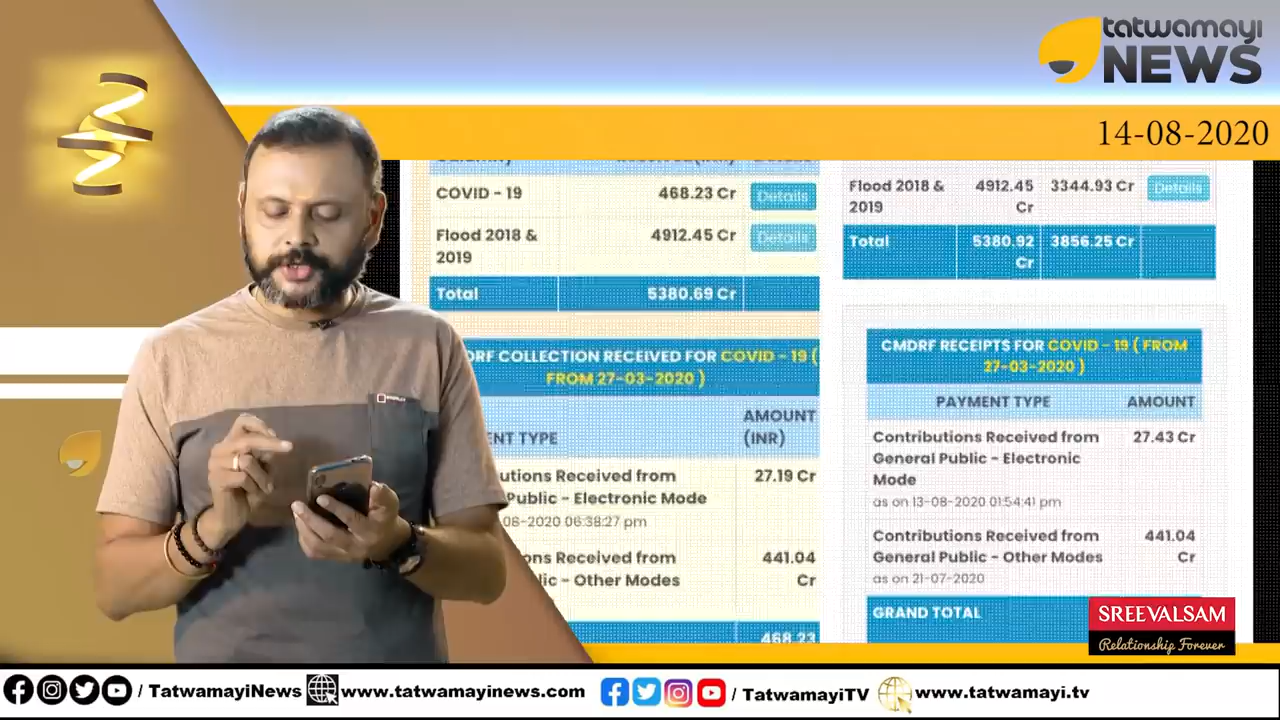 tatwamayi
NEWS
14-08-2020
COVID - 19 468.23 Cr Details
Flood 2018 & 4912.45 Cr Details
2019
Total 5380.69 Cr
DRF COLLECTION RECEIVED FOR COVID - 19 (
FROM 27-03-2020 )
AMOUNT
ENT TYPE (INR)
utions Received from 27.19 Cr
Public - Electronic Mode
08-2020 06:38:27 pm
ons Received from 441.04
lic - Other Modes Cr
468.23
Flood 2018 & 4912.45 3344.93 Cr Details
2019 Cr
Total 5380.92 3856.25 Cr
Cr
CMDRF RECEIPTS FOR COVID - 19 ( FROM
27-03-2020 )
PAYMENT TYPE AMOUNT
Contributions Received from 27.43 Cr
General Public - Electronic
Mode
as on 13-08-2020 01:54:41 pm
Contributions Received from 441.04
General Public - Other Modes Cr
as on 21-07-2020
GRAND TOTAL
SREEVALSAM
Relationship Forever
/ TatwamayiNews www.tatwamayinews.com / TatwamayiTV www.tatwamayi.tv